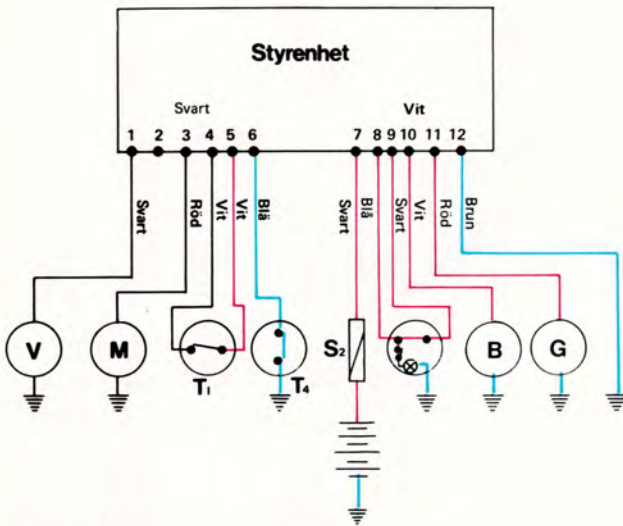 Styrenhet
Svart Vit
1 2 3 4 5 6 7 8 9 10 11 12
Svart Röd Vit Vit Blå Svart Blå Svart Vit Röd Brun
V M T1 T4 S2 B G